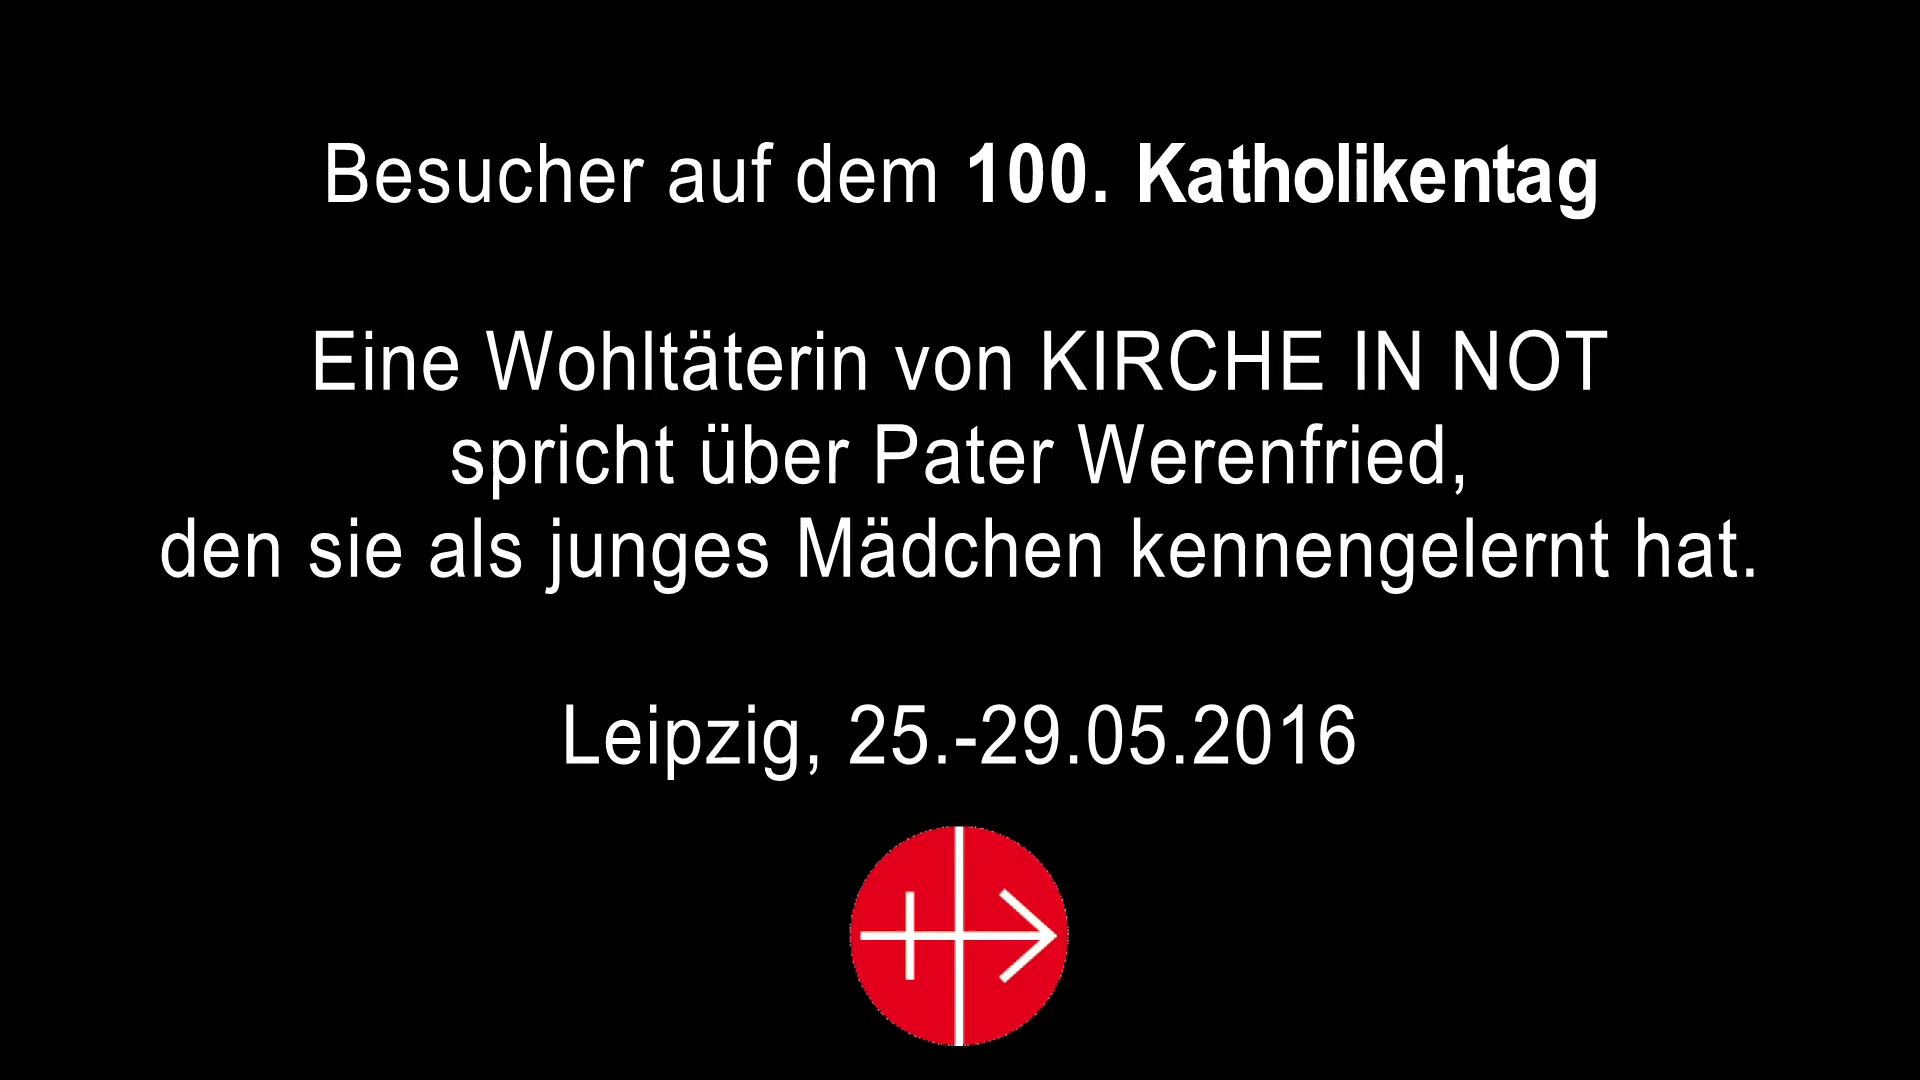 Besucher auf dem 100. Katholikentag
Eine Wohltäterin von KIRCHE IN NOT
spricht über Pater Werenfried,
den sie als junges Mädchen kennengelernt hat.
Leipzig, 25.-29.05.2016